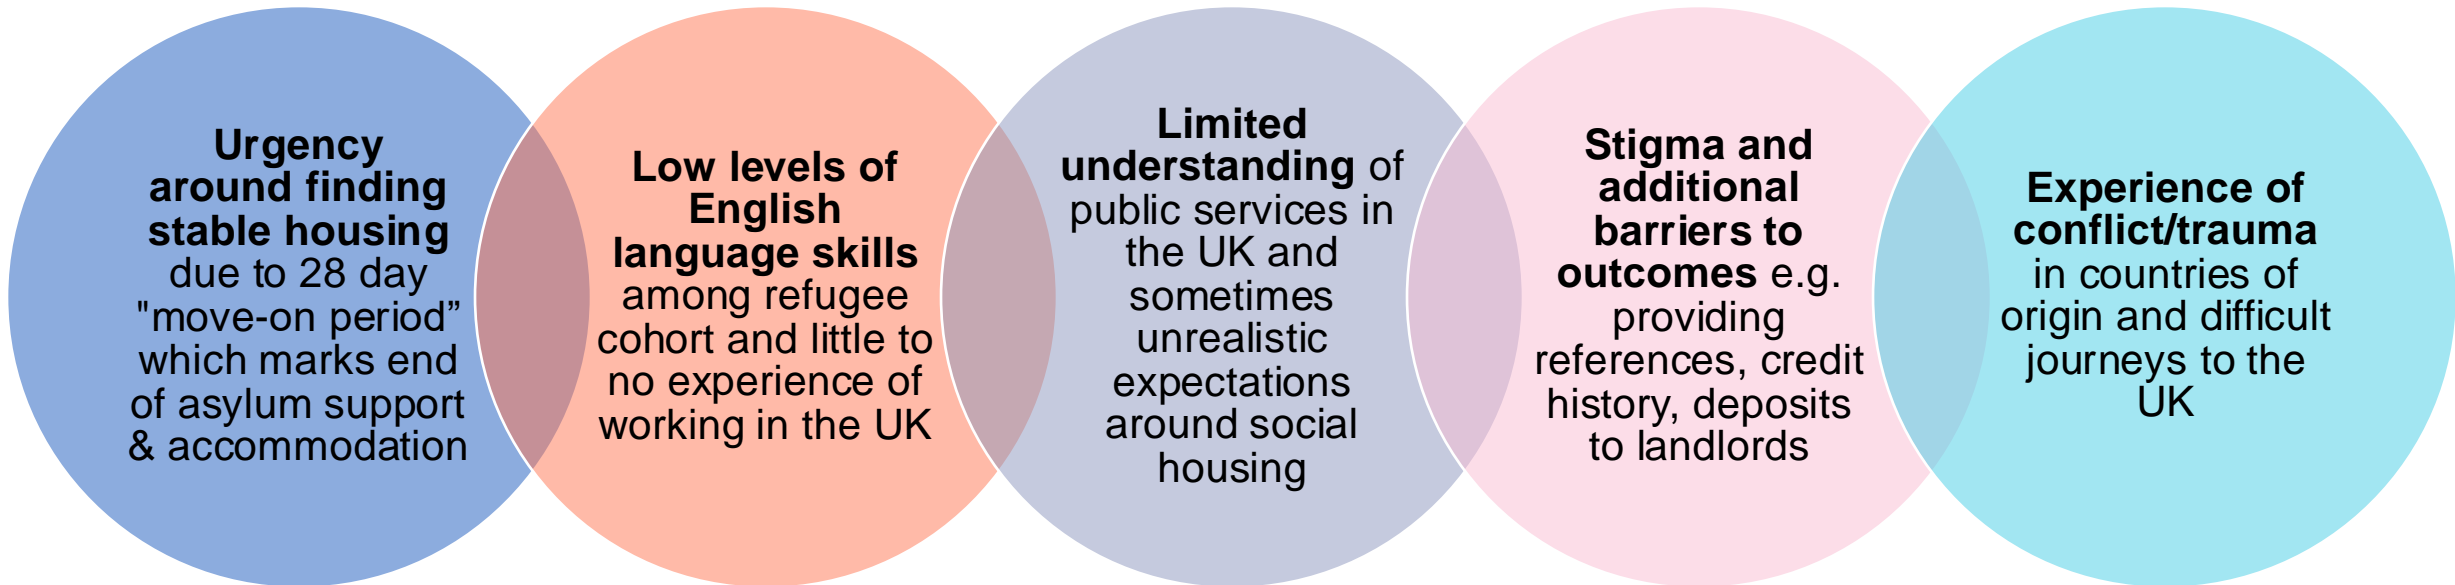 Urgency
around finding
stable housing
due to 28 day
"move-on period”
which marks end
of asylum support
& accommodation
Low levels of
English
language skills
among refugee
cohort and little to
no experience of
working in the UK
Limited
understanding of
public services in
the UK and
sometimes
unrealistic
expectations
around social
housing
Stigma and
additional
barriers to
outcomes e.g.
providing
references, credit
history, deposits
to landlords
Experience of
conflict/trauma
in countries of
origin and difficult
journeys to the
UK